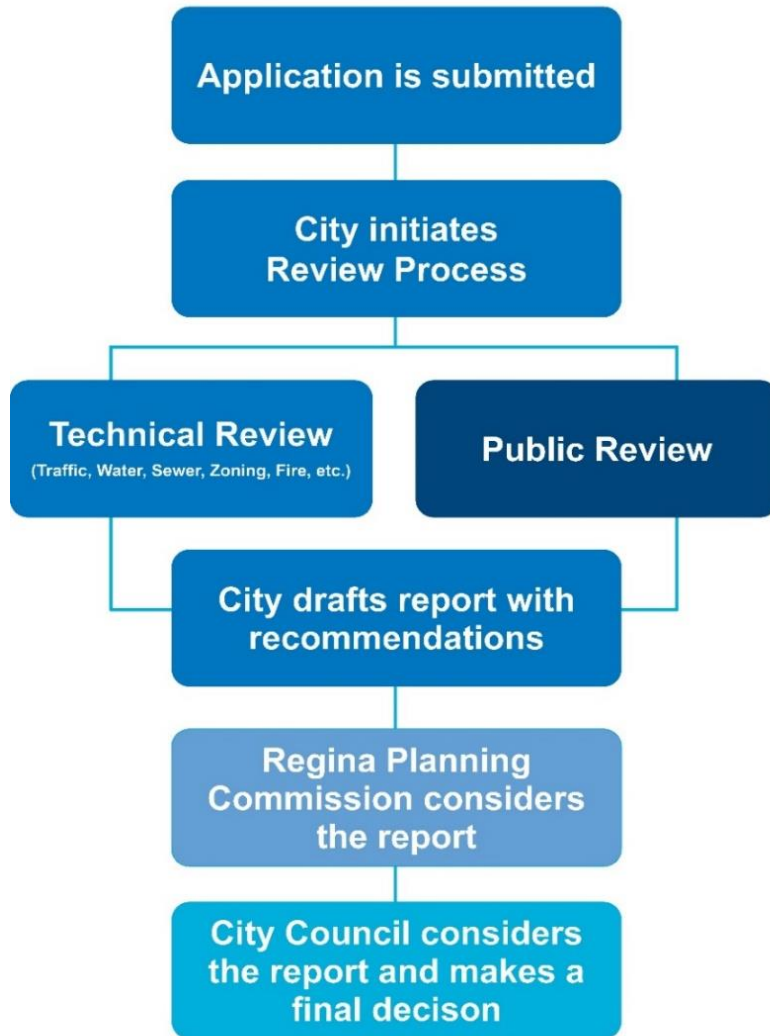 Application is submitted
City initiates
Review Process
Technical Review
(Traffic, Water, Sewer, Zoning, Fire, etc.)
Public Review
City drafts report with
recommendations
Regina Planning
Commission considers
the report
City Council considers
the report and makes a
final decison